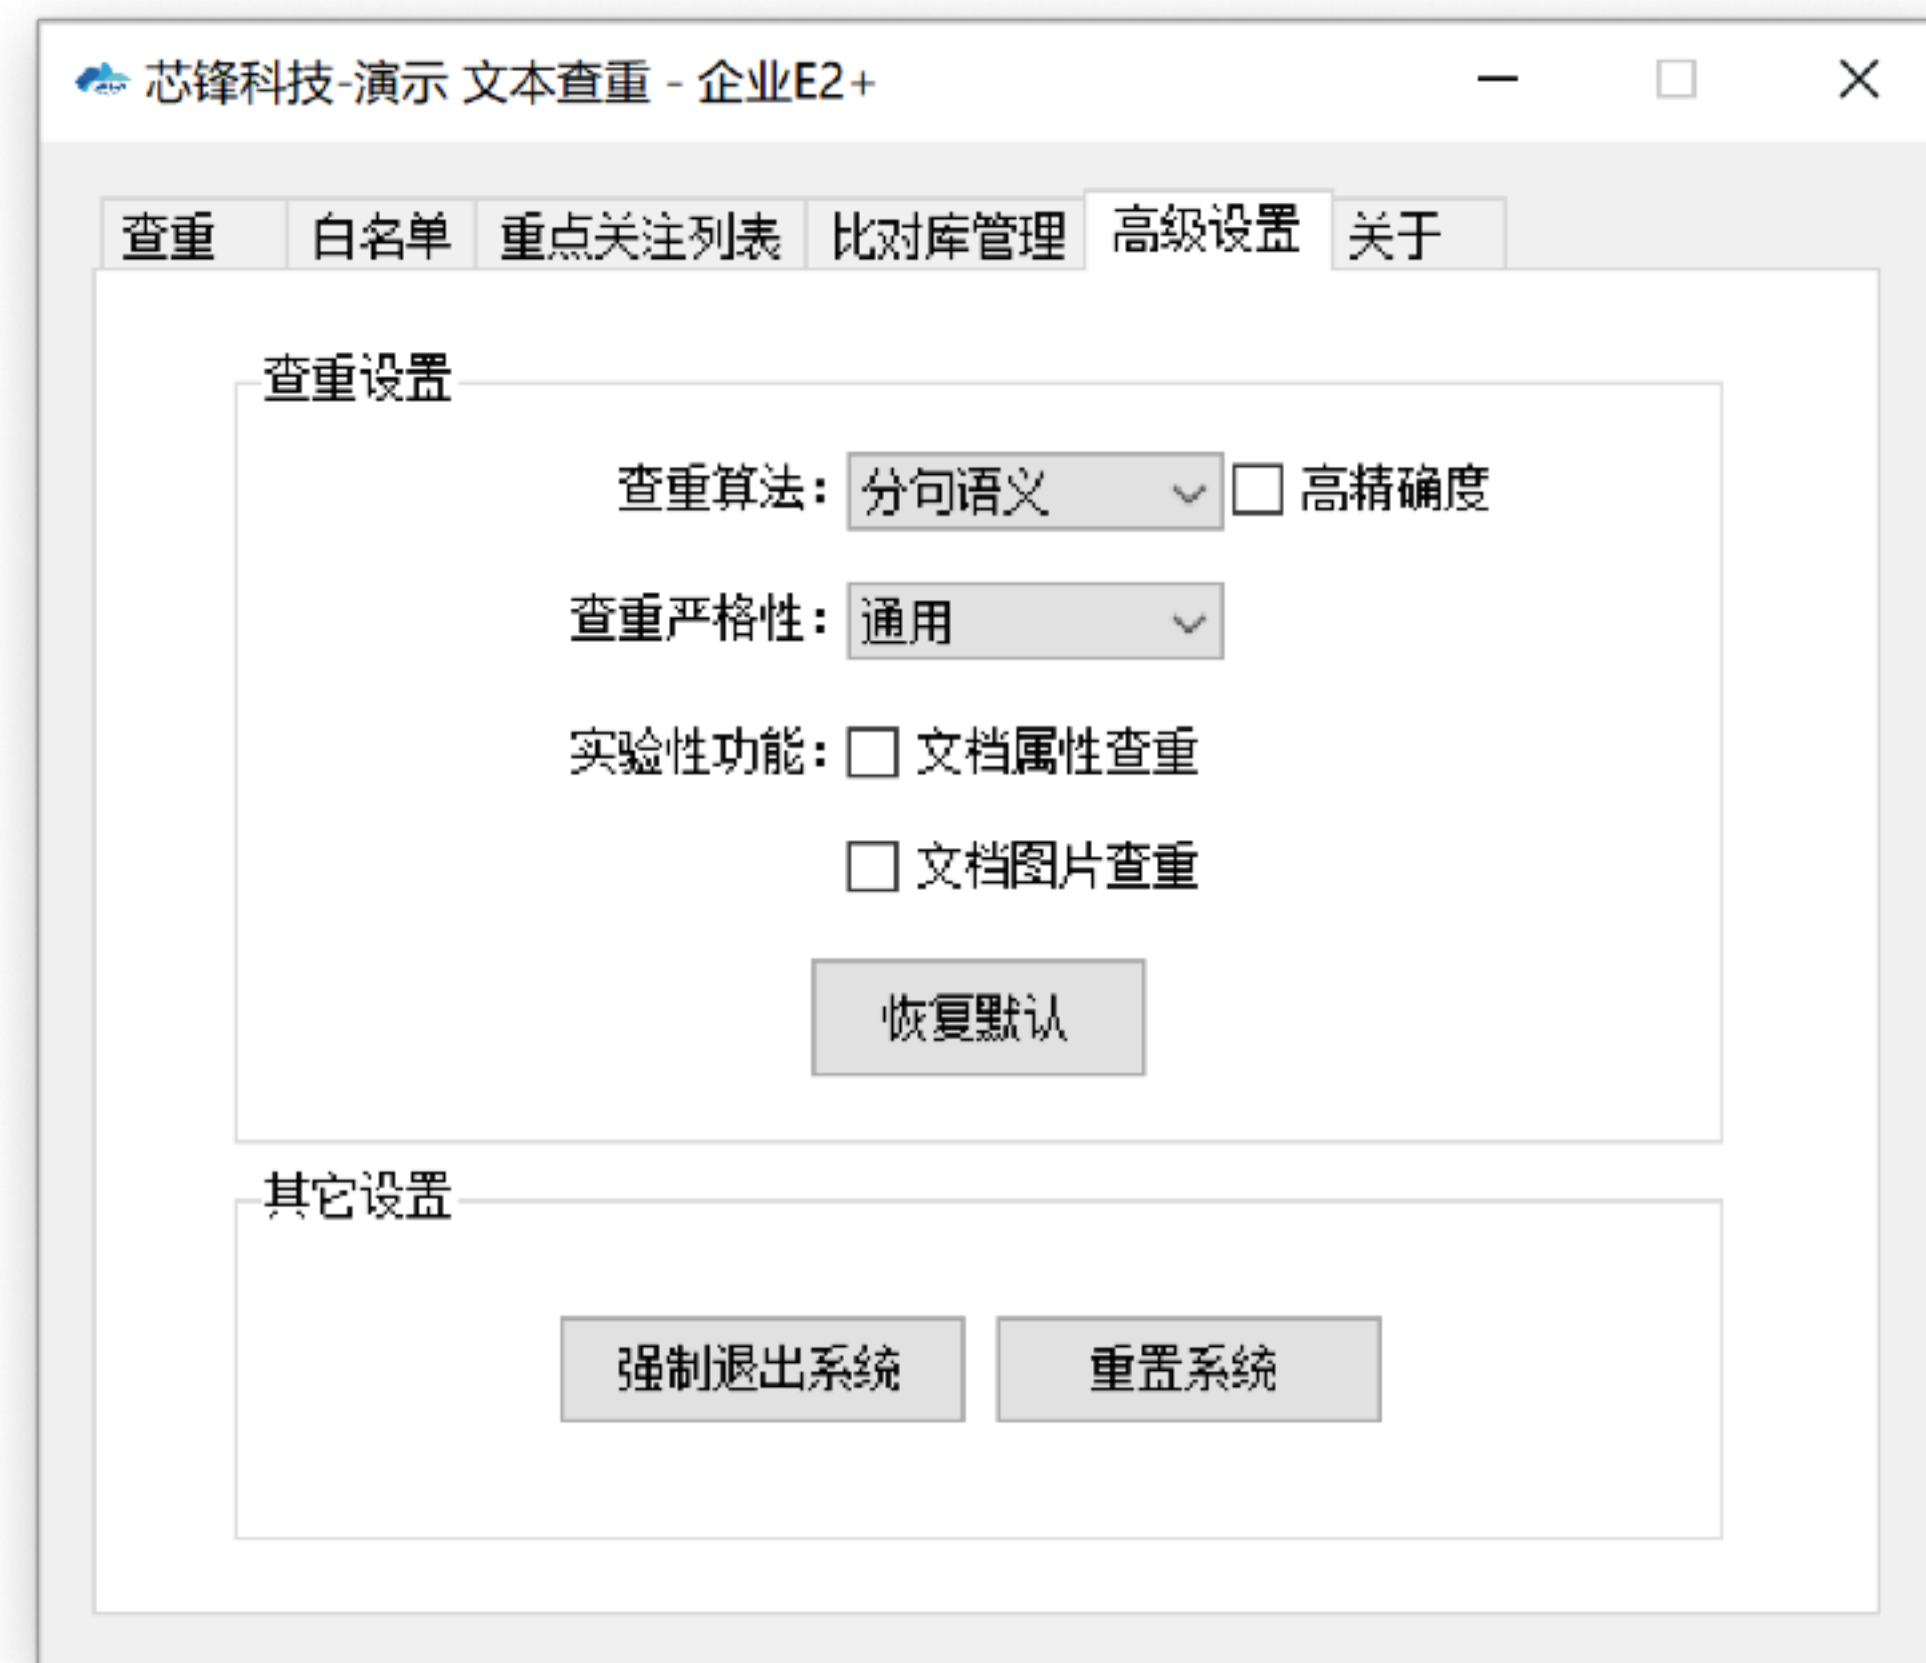 芯锋科技-演示 文本查重 - 企业E2+
查重 白名单 重点关注列表 比对库管理 高级设置 关于
查重设置
查重算法: 分句语义 高精确度
查重严格性: 通用
实验性功能: 文档属性查重
文档图片查重
恢复默认
其它设置
强制退出系统 重置系统